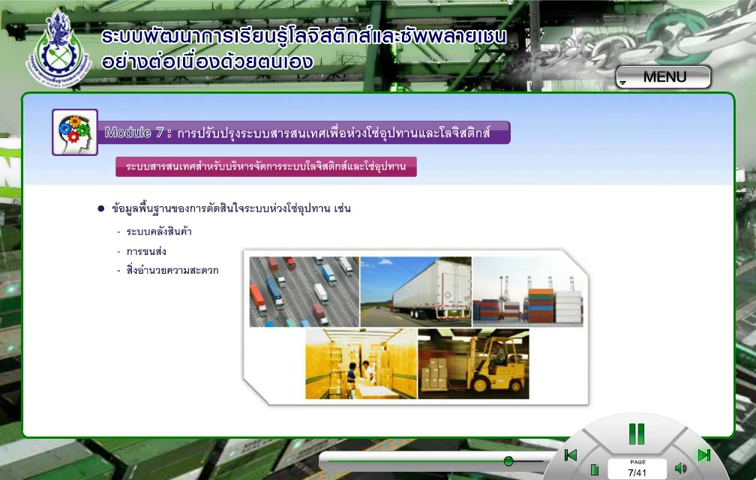 ระบบพัฒนาการเรียนรู้โลจิสติกส์และซัพพลายเชน
อย่างต่อเนื่องด้วยตนเอง
MENU
Module 7 : การปรับปรุงระบบสารสนเทศเพื่อห่วงโซ่อุปทานและโลจิสติกส์
ระบบสารสนเทศสำหรับบริหารจัดการระบบโลจิสติกส์และโซ่อุปทาน
● ข้อมูลพื้นฐานของการตัดสินใจระบบห่วงโซ่อุปทาน เช่น
- ระบบคลังสินค้า
- การขนส่ง
- สิ่งอำนวยความสะดวก
PAGE
7/41